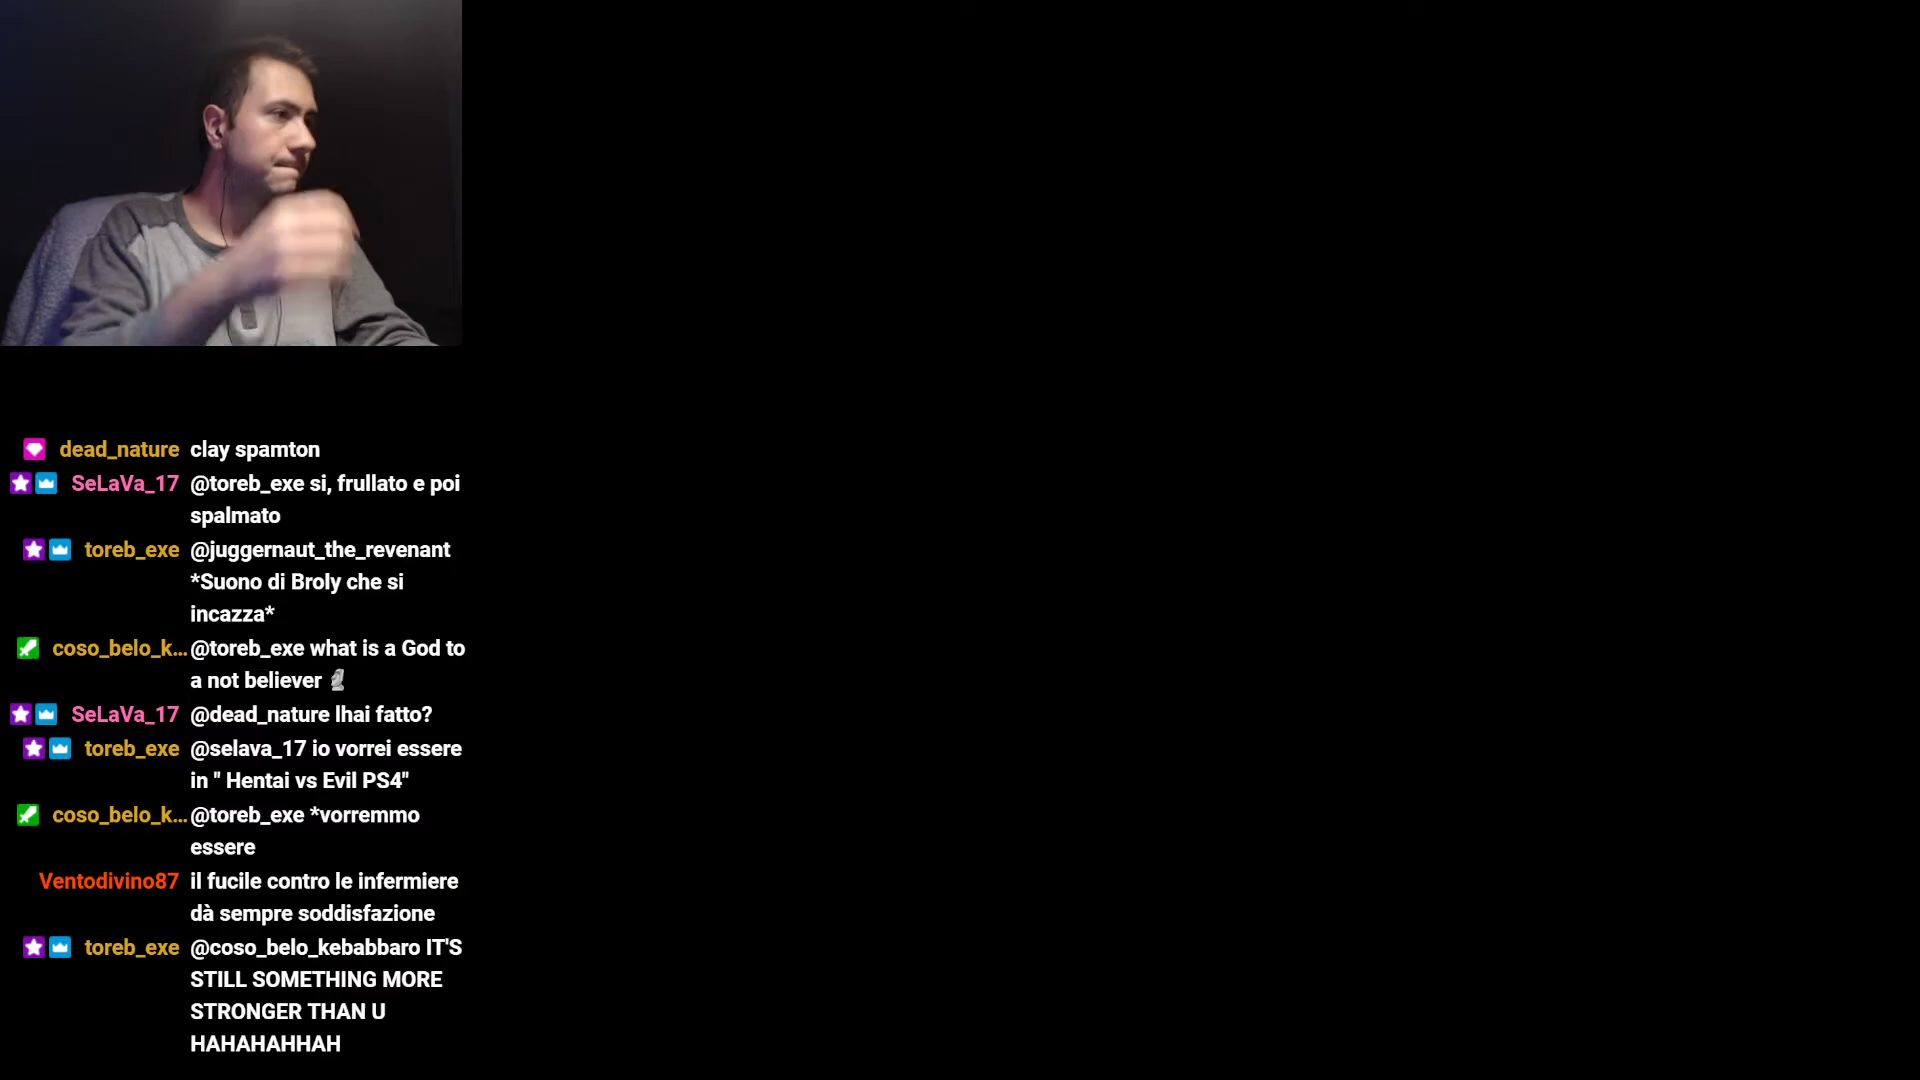 dead_nature clay spamton
SeLaVa_17 @toreb_exe si, frullato e poi
spalmato
toreb_exe @juggernaut_the_revenant
*Suono di Broly che si
incazza*
coso_belo_k... @toreb_exe what is a God to
a not believer 🗿
SeLaVa_17 @dead_nature lhai fatto?
toreb_exe @selava_17 io vorrei essere
in " Hentai vs Evil PS4"
coso_belo_k... @toreb_exe *vorremmo
essere
Ventodivino87 il fucile contro le infermiere
dà sempre soddisfazione
toreb_exe @coso_belo_kebabbaro IT'S
STILL SOMETHING MORE
STRONGER THAN U
HAHAHAHHAH